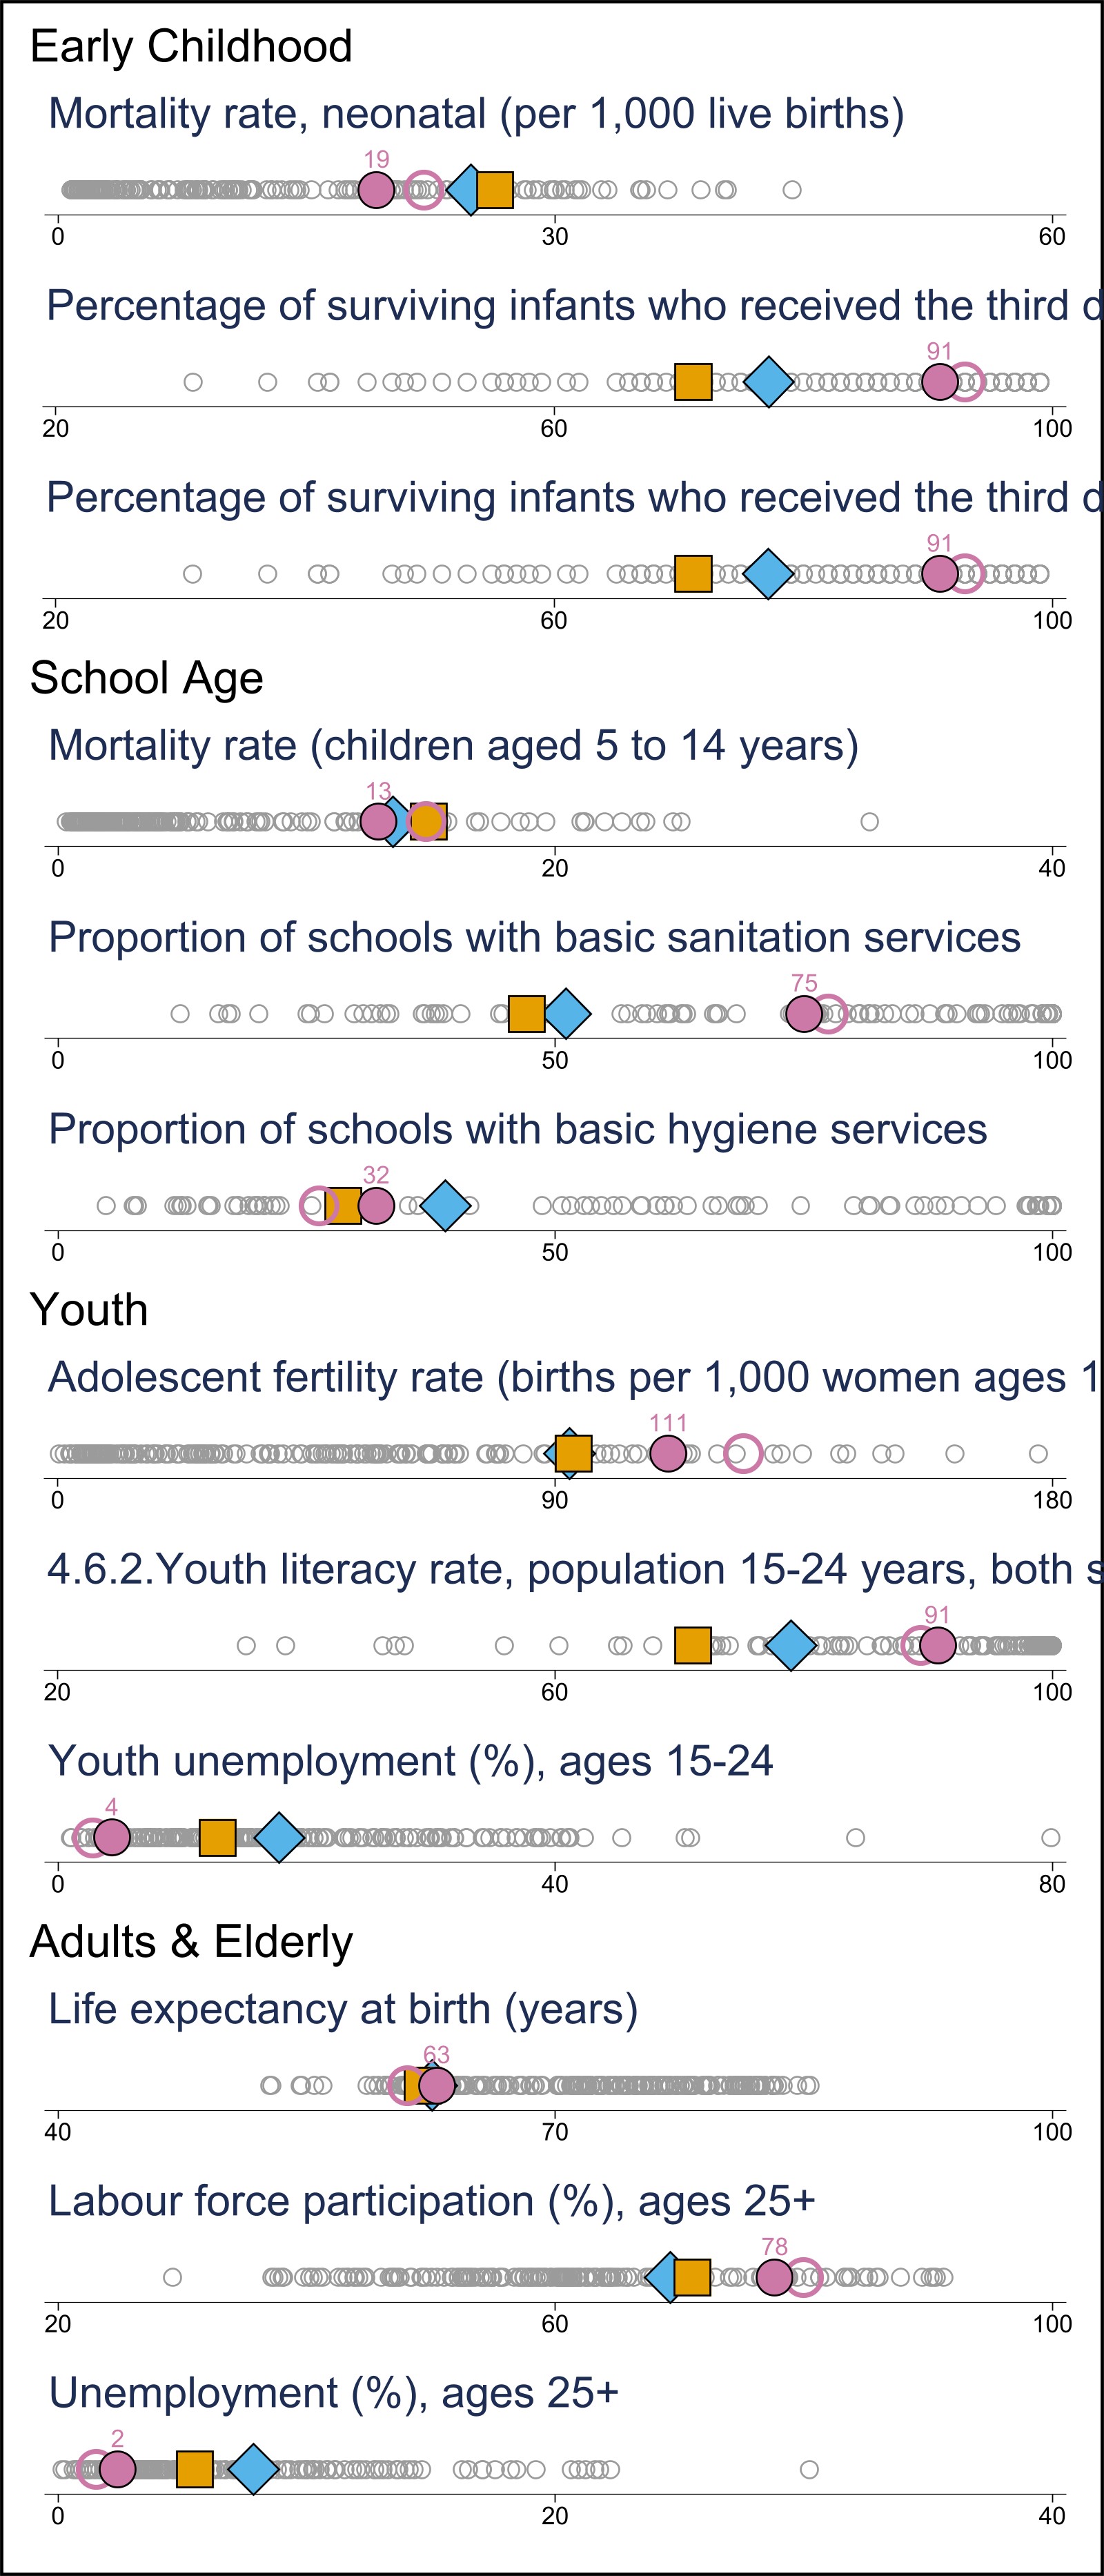 Early Childhood
Mortality rate, neonatal (per 1,000 live births)
19
0 30 60
Percentage of surviving infants who received the third d
91
20 60 100
Percentage of surviving infants who received the third d
91
20 60 100
School Age
Mortality rate (children aged 5 to 14 years)
13
0 20 40
Proportion of schools with basic sanitation services
75
0 50 100
Proportion of schools with basic hygiene services
32
0 50 100
Youth
Adolescent fertility rate (births per 1,000 women ages 1
111
0 90 180
4.6.2.Youth literacy rate, population 15-24 years, both s
91
20 60 100
Youth unemployment (%), ages 15-24
4
0 40 80
Adults & Elderly
Life expectancy at birth (years)
63
40 70 100
Labour force participation (%), ages 25+
78
20 60 100
Unemployment (%), ages 25+
2
0 20 40